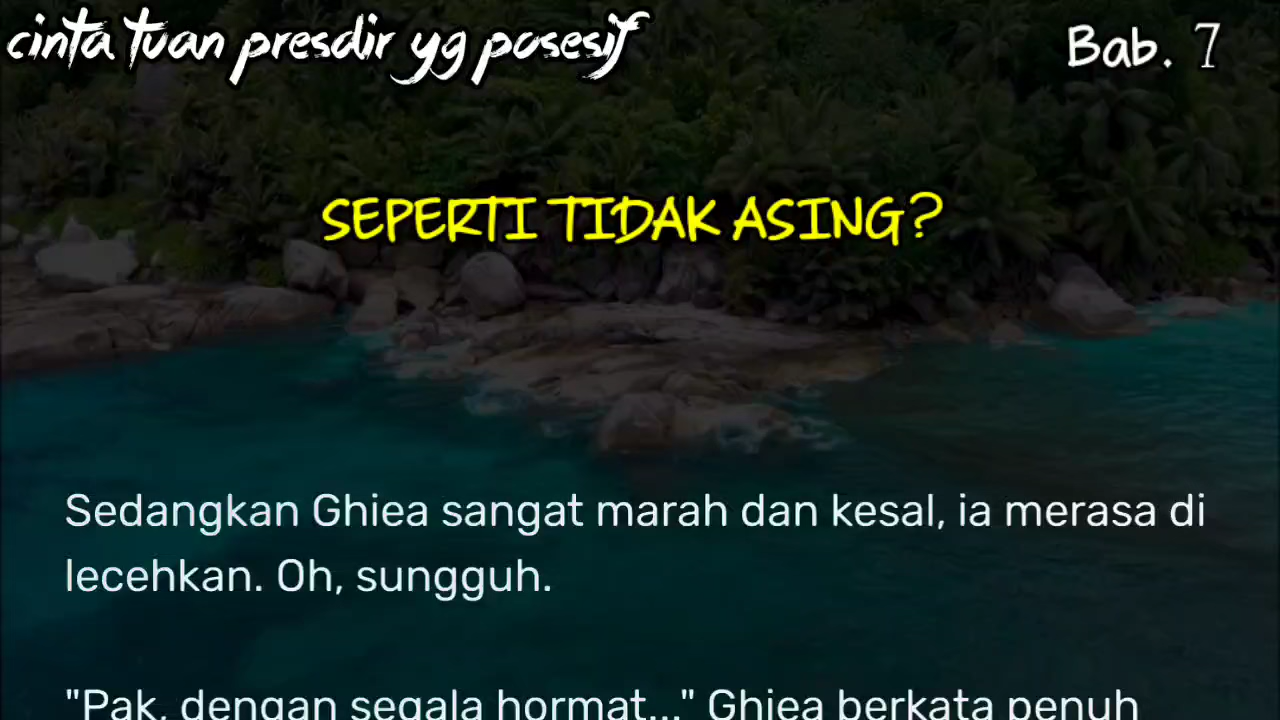 cinta tuan presdir yg posesif
Bab. 7
SEPERTI TIDAK ASING?
Sedangkan Ghiea sangat marah dan kesal, ia merasa di
lecehkan. Oh, sungguh.
"Pak, dengan segala hormat..." Ghiea berkata penuh